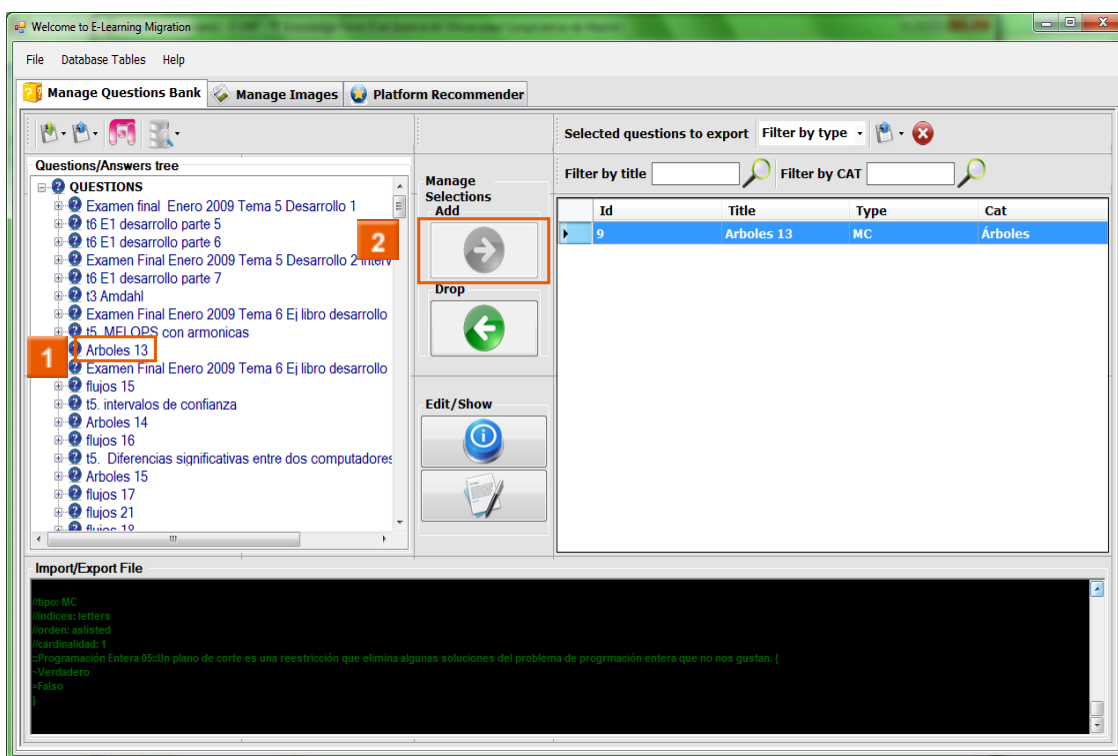 Welcome to E-Learning Migration
File Database Tables Help
Manage Questions Bank Manage Images Platform Recommender
Selected questions to export Filter by type
Questions/Answers tree
QUESTIONS
Examen final Enero 2009 Tema 5 Desarrollo 1
t6 E1 desarrollo parte 5
t6 E1 desarrollo parte 6
Examen Final Enero 2009 Tema 5 Desarrollo 2 interv
t6 E1 desarrollo parte 7
t3 Amdahl
Examen Final Enero 2009 Tema 6 Ej libro desarrollo
t5. MFLOPS con armonicas
1
Arboles 13
Examen Final Enero 2009 Tema 6 Ej libro desarrollo
flujos 15
t5. intervalos de confianza
Arboles 14
flujos 16
t5. Diferencias significativas entre dos computadores
Arboles 15
flujos 17
flujos 21
flujos 18
Manage
Selections
Add
2
Drop
Edit/Show
Filter by title Filter by CAT
Id Title Type Cat
9 Arboles 13 MC Árboles
Import/Export File
//tipo: MC
//indices: letters
//orden: aslisted
//cardinalidad: 1
::Programación Entera 05::Un plano de corte es una reestricción que elimina algunas soluciones del problema de progrmación entera que no nos gustan. {
~Verdadero
=Falso
}